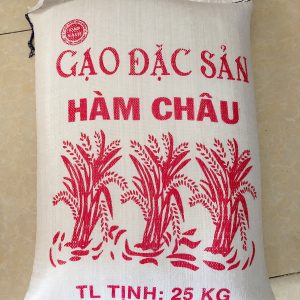 GẠO ĐẶC SẢN
HÀM CHÂU
TL TỊNH: 25 KG